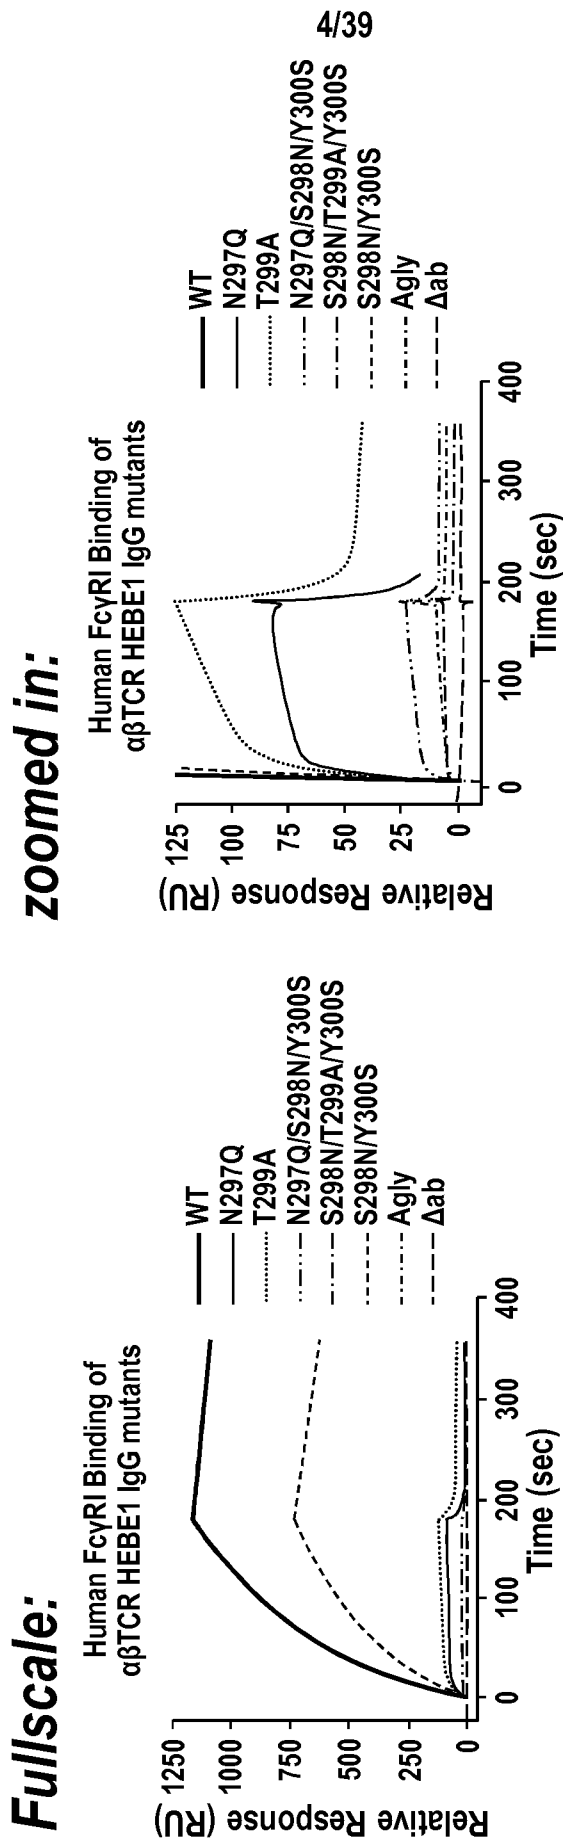 4/39
Fullscale:
Human FcγRI Binding of
αβTCR HEBE1 IgG mutants
Relative Response (RU)
1250
1000
750
500
250
0
0
100
200
300
400
Time (sec)
WT
N297Q
T299A
N297Q/S298N/Y300S
S298N/T299A/Y300S
S298N/Y300S
Agly
Δab
zoomed in:
Human FcγRI Binding of
αβTCR HEBE1 IgG mutants
Relative Response (RU)
125
100
75
50
25
0
0
100
200
300
400
Time (sec)
WT
N297Q
T299A
N297Q/S298N/Y300S
S298N/T299A/Y300S
S298N/Y300S
Agly
Δab